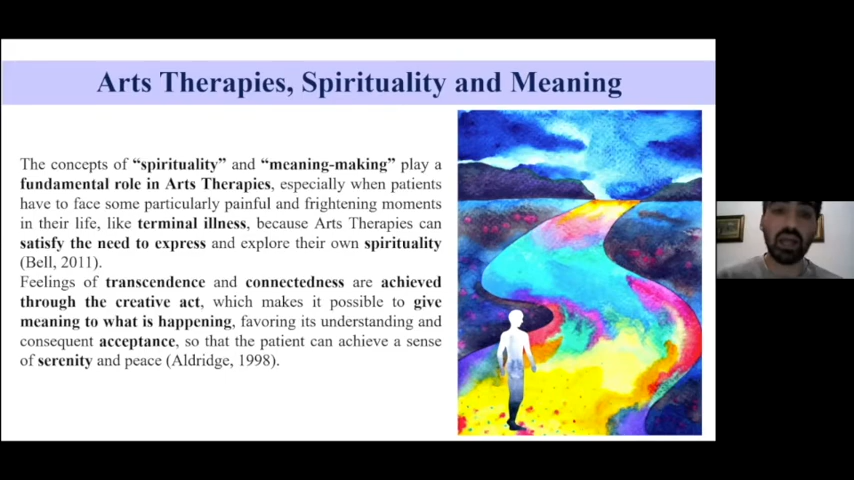 Arts Therapies, Spirituality and Meaning
The concepts of “spirituality” and “meaning-making” play a
fundamental role in Arts Therapies, especially when patients
have to face some particularly painful and frightening moments
in their life, like terminal illness, because Arts Therapies can
satisfy the need to express and explore their own spirituality
(Bell, 2011).
Feelings of transcendence and connectedness are achieved
through the creative act, which makes it possible to give
meaning to what is happening, favoring its understanding and
consequent acceptance, so that the patient can achieve a sense
of serenity and peace (Aldridge, 1998).